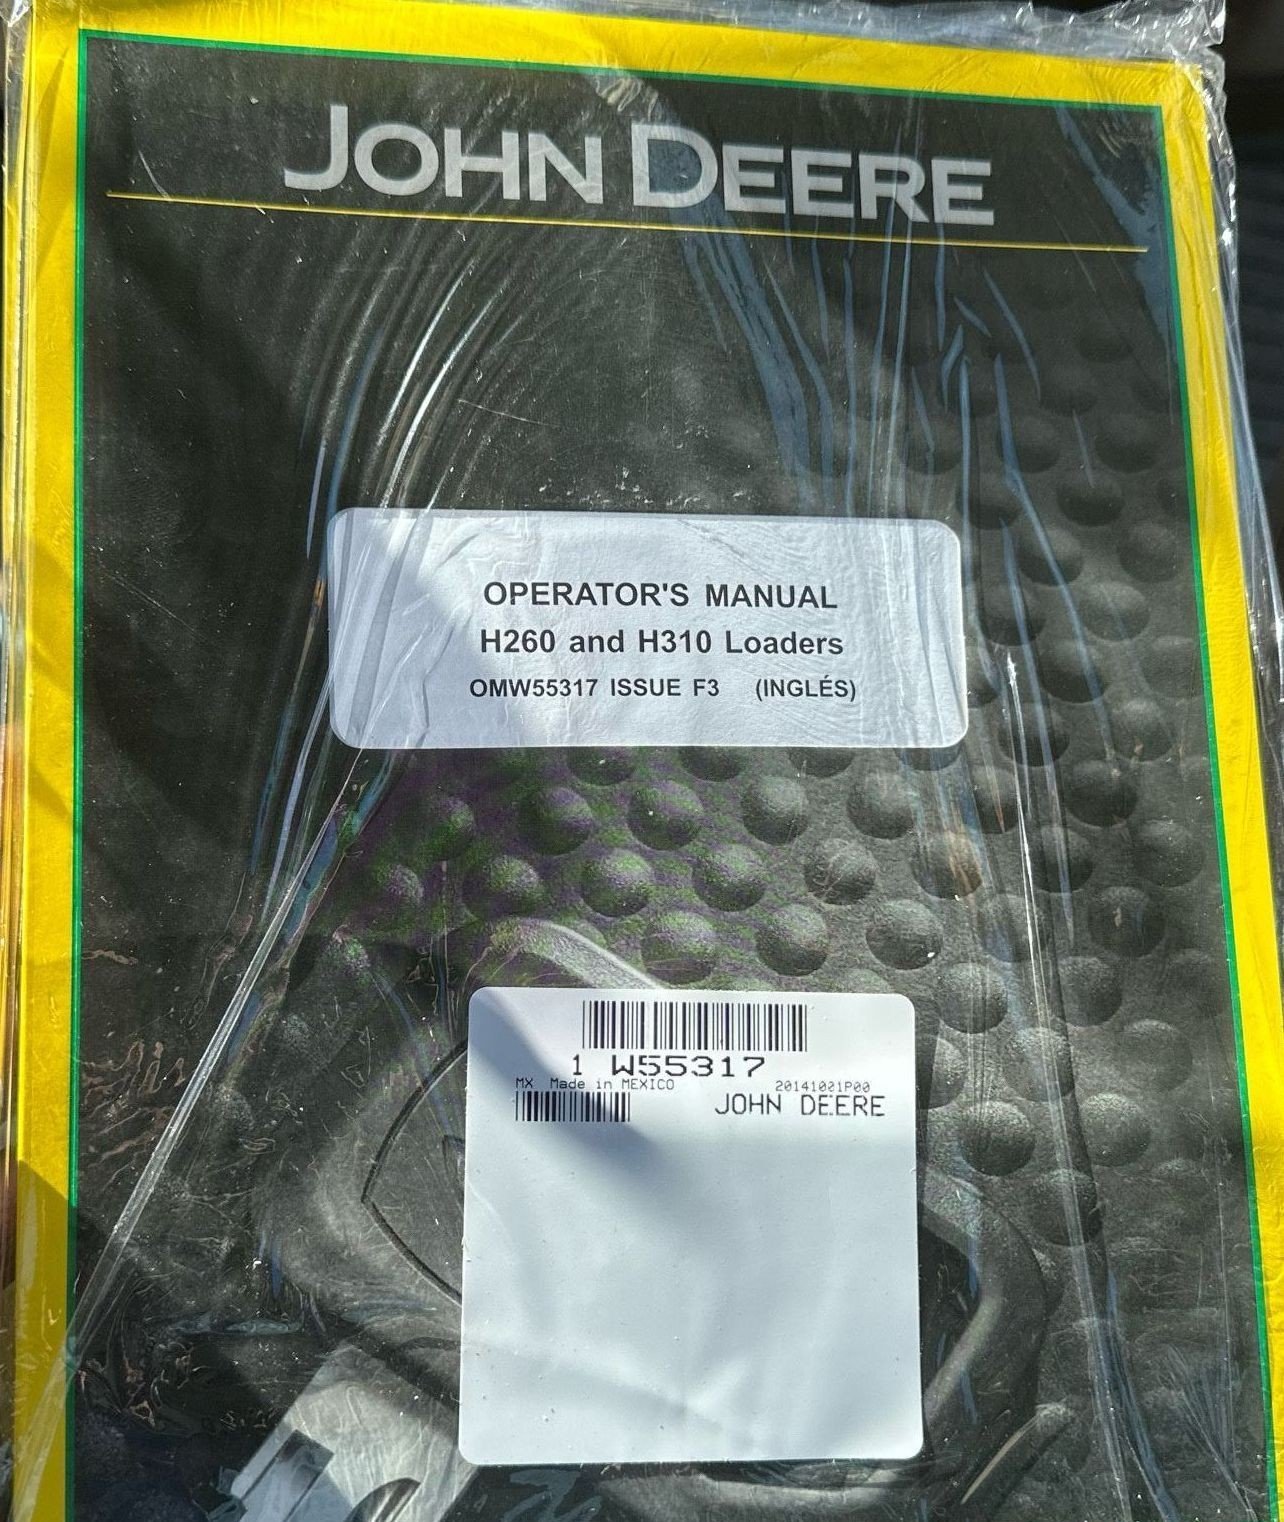 JOHN DEERE
OPERATOR'S MANUAL
H260 and H310 Loaders
OMW55317 ISSUE F3 (INGLÉS)
1 W55317
MX Made in MEXICO 20141021P00
JOHN DEERE